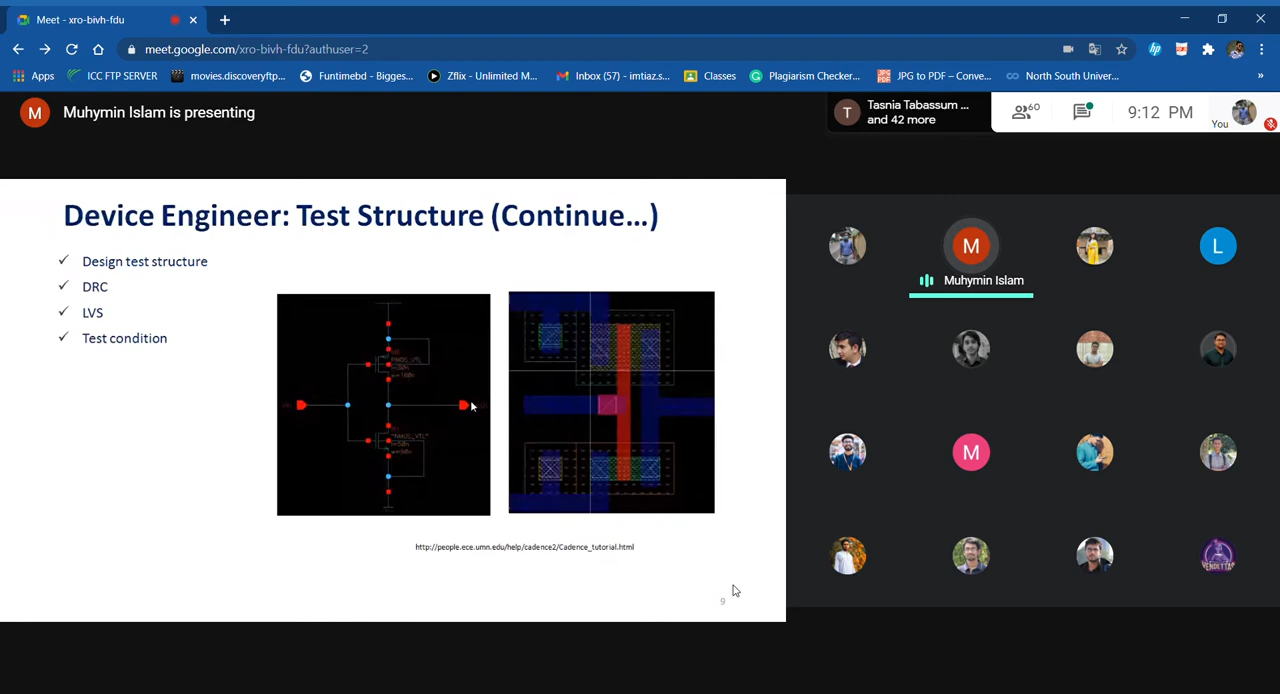 Meet - xro-bivh-fdu
meet.google.com/xro-bivh-fdu?authuser=2
Apps
ICC FTP SERVER
movies.discoveryftp...
Funtimebd - Bigges...
Zflix - Unlimited M...
Inbox (57) - imtiaz.s...
Classes
Plagiarism Checker...
JPG to PDF – Conve...
North South Univer...
»
M
Muhymin Islam is presenting
T
Tasnia Tabassum ...
and 42 more
60
9:12 PM
You
Device Engineer: Test Structure (Continue...)
✓ Design test structure
✓ DRC
✓ LVS
✓ Test condition
"NMOS_VTL"
http://people.ece.umn.edu/help/cadence2/Cadence_tutorial.html
9
M
L
Muhymin Islam
M
VENDETTA